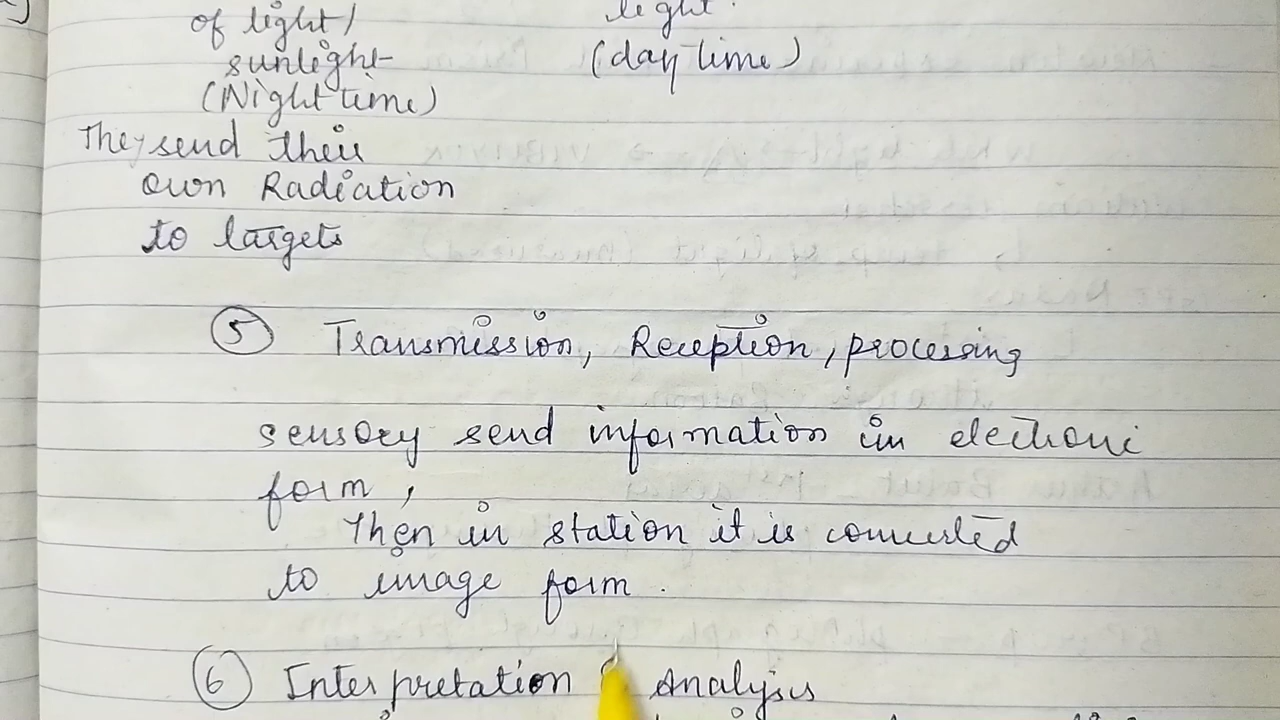 of light/
light.
sunlight
(day time)
(Night time)
They send their
own Radiation
to targets
5 Transmission, Reception, processing
sensory send information in electronic
form,
Then in station it is converted
to image form.
6 Interpretation & Analysis